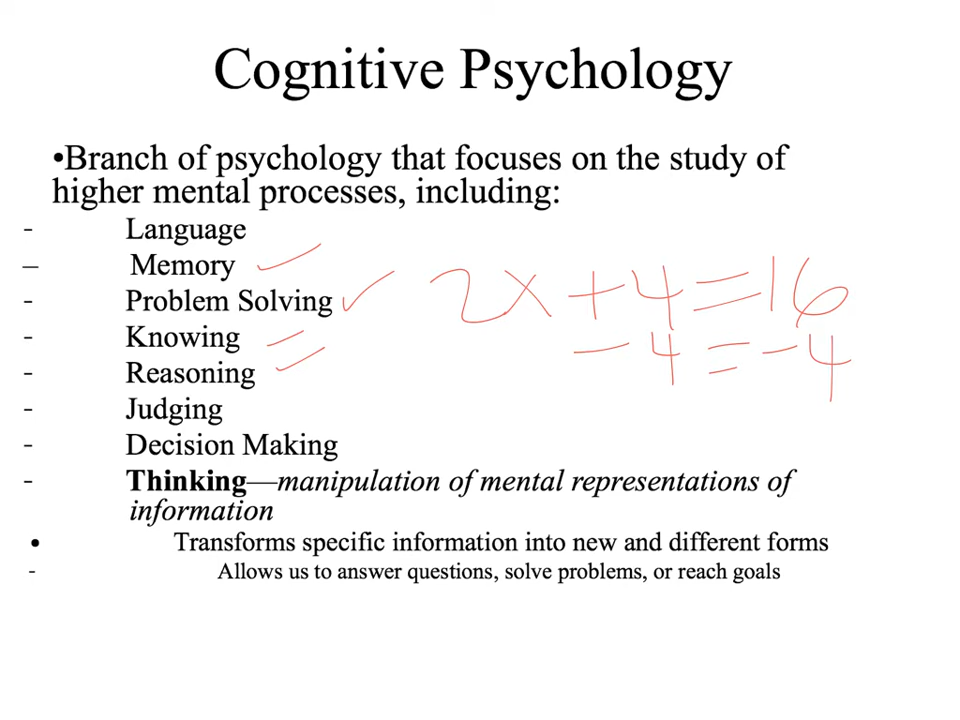 Cognitive Psychology
•Branch of psychology that focuses on the study of
higher mental processes, including:
- Language
– Memory
- Problem Solving
- Knowing
- Reasoning
- Judging
- Decision Making
- Thinking—manipulation of mental representations of
information
• Transforms specific information into new and different forms
- Allows us to answer questions, solve problems, or reach goals
2x + 4 = 16
- 4 = - 4